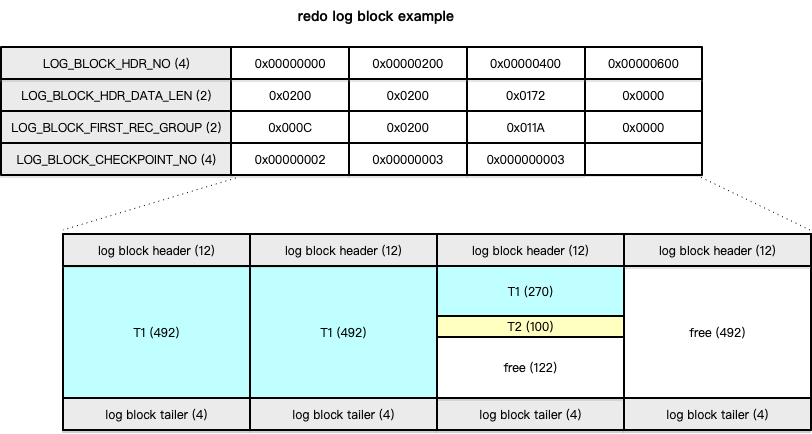 redo log block example
LOG_BLOCK_HDR_NO (4) 0x00000000 0x00000200 0x00000400 0x00000600
LOG_BLOCK_HDR_DATA_LEN (2) 0x0200 0x0200 0x0172 0x0000
LOG_BLOCK_FIRST_REC_GROUP (2) 0x000C 0x0200 0x011A 0x0000
LOG_BLOCK_CHECKPOINT_NO (4) 0x00000002 0x00000003 0x000000003
log block header (12) log block header (12) log block header (12) log block header (12)
T1 (492) T1 (492) T1 (270) free (492)
T2 (100)
free (122)
log block tailer (4) log block tailer (4) log block tailer (4) log block tailer (4)